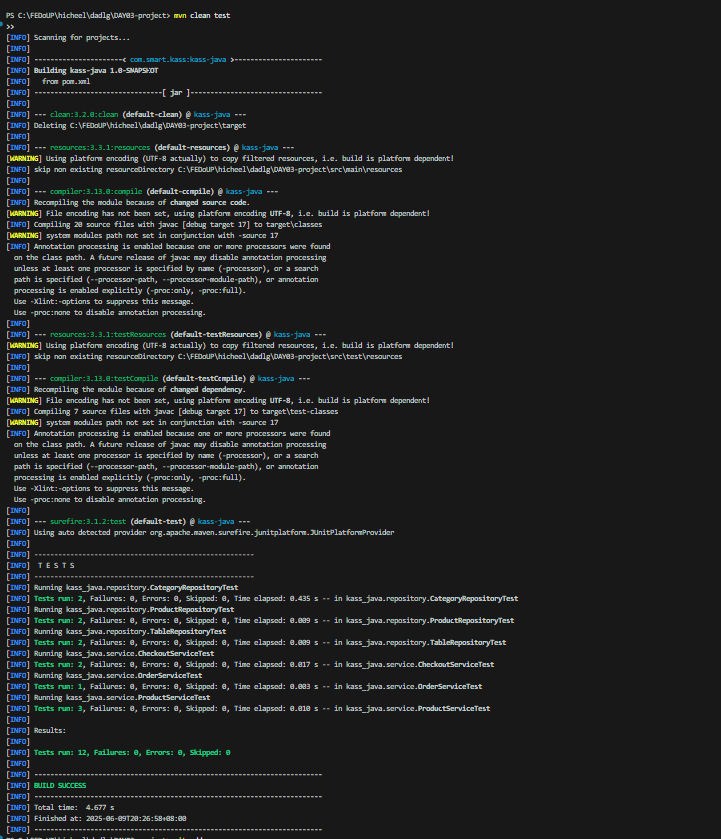 PS C:\FEDoUP\hicheel\dadlg\DAY03-project> mvn clean test
>>
[INFO] Scanning for projects...
[INFO]
[INFO] ----------------------< com.smart.kass:kass-java >----------------------
[INFO] Building kass-java 1.0-SNAPSHOT
[INFO]   from pom.xml
[INFO] --------------------------------[ jar ]---------------------------------
[INFO]
[INFO] --- clean:3.2.0:clean (default-clean) @ kass-java ---
[INFO] Deleting C:\FEDoUP\hicheel\dadlg\DAY03-project\target
[INFO]
[INFO] --- resources:3.3.1:resources (default-resources) @ kass-java ---
[WARNING] Using platform encoding (UTF-8 actually) to copy filtered resources, i.e. build is platform dependent!
[INFO] skip non existing resourceDirectory C:\FEDoUP\hicheel\dadlg\DAY03-project\src\main\resources
[INFO]
[INFO] --- compiler:3.13.0:compile (default-compile) @ kass-java ---
[INFO] Recompiling the module because of changed source code.
[WARNING] File encoding has not been set, using platform encoding UTF-8, i.e. build is platform dependent!
[INFO] Compiling 20 source files with javac [debug target 17] to target\classes
[WARNING] system modules path not set in conjunction with -source 17
[INFO] Annotation processing is enabled because one or more processors were found
  on the class path. A future release of javac may disable annotation processing
  unless at least one processor is specified by name (-processor), or a search
  path is specified (--processor-path, --processor-module-path), or annotation
  processing is enabled explicitly (-proc:only, -proc:full).
  Use -Xlint:-options to suppress this message.
  Use -proc:none to disable annotation processing.
[INFO]
[INFO] --- resources:3.3.1:testResources (default-testResources) @ kass-java ---
[WARNING] Using platform encoding (UTF-8 actually) to copy filtered resources, i.e. build is platform dependent!
[INFO] skip non existing resourceDirectory C:\FEDoUP\hicheel\dadlg\DAY03-project\src\test\resources
[INFO]
[INFO] --- compiler:3.13.0:testCompile (default-testCompile) @ kass-java ---
[INFO] Recompiling the module because of changed dependency.
[WARNING] File encoding has not been set, using platform encoding UTF-8, i.e. build is platform dependent!
[INFO] Compiling 7 source files with javac [debug target 17] to target\test-classes
[WARNING] system modules path not set in conjunction with -source 17
[INFO] Annotation processing is enabled because one or more processors were found
  on the class path. A future release of javac may disable annotation processing
  unless at least one processor is specified by name (-processor), or a search
  path is specified (--processor-path, --processor-module-path), or annotation
  processing is enabled explicitly (-proc:only, -proc:full).
  Use -Xlint:-options to suppress this message.
  Use -proc:none to disable annotation processing.
[INFO]
[INFO] --- surefire:3.1.2:test (default-test) @ kass-java ---
[INFO] Using auto detected provider org.apache.maven.surefire.junitplatform.JUnitPlatformProvider
[INFO]
[INFO] -------------------------------------------------------
[INFO]  T E S T S
[INFO] -------------------------------------------------------
[INFO] Running kass_java.repository.CategoryRepositoryTest
[INFO] Tests run: 2, Failures: 0, Errors: 0, Skipped: 0, Time elapsed: 0.435 s -- in kass_java.repository.CategoryRepositoryTest
[INFO] Running kass_java.repository.ProductRepositoryTest
[INFO] Tests run: 2, Failures: 0, Errors: 0, Skipped: 0, Time elapsed: 0.009 s -- in kass_java.repository.ProductRepositoryTest
[INFO] Running kass_java.repository.TableRepositoryTest
[INFO] Tests run: 2, Failures: 0, Errors: 0, Skipped: 0, Time elapsed: 0.009 s -- in kass_java.repository.TableRepositoryTest
[INFO] Running kass_java.service.CheckoutServiceTest
[INFO] Tests run: 2, Failures: 0, Errors: 0, Skipped: 0, Time elapsed: 0.017 s -- in kass_java.service.CheckoutServiceTest
[INFO] Running kass_java.service.OrderServiceTest
[INFO] Tests run: 1, Failures: 0, Errors: 0, Skipped: 0, Time elapsed: 0.003 s -- in kass_java.service.OrderServiceTest
[INFO] Running kass_java.service.ProductServiceTest
[INFO] Tests run: 3, Failures: 0, Errors: 0, Skipped: 0, Time elapsed: 0.010 s -- in kass_java.service.ProductServiceTest
[INFO]
[INFO] Results:
[INFO]
[INFO] Tests run: 12, Failures: 0, Errors: 0, Skipped: 0
[INFO]
[INFO] ------------------------------------------------------------------------
[INFO] BUILD SUCCESS
[INFO] ------------------------------------------------------------------------
[INFO] Total time:  4.677 s
[INFO] Finished at: 2025-06-09T20:26:58+08:00
[INFO] ------------------------------------------------------------------------